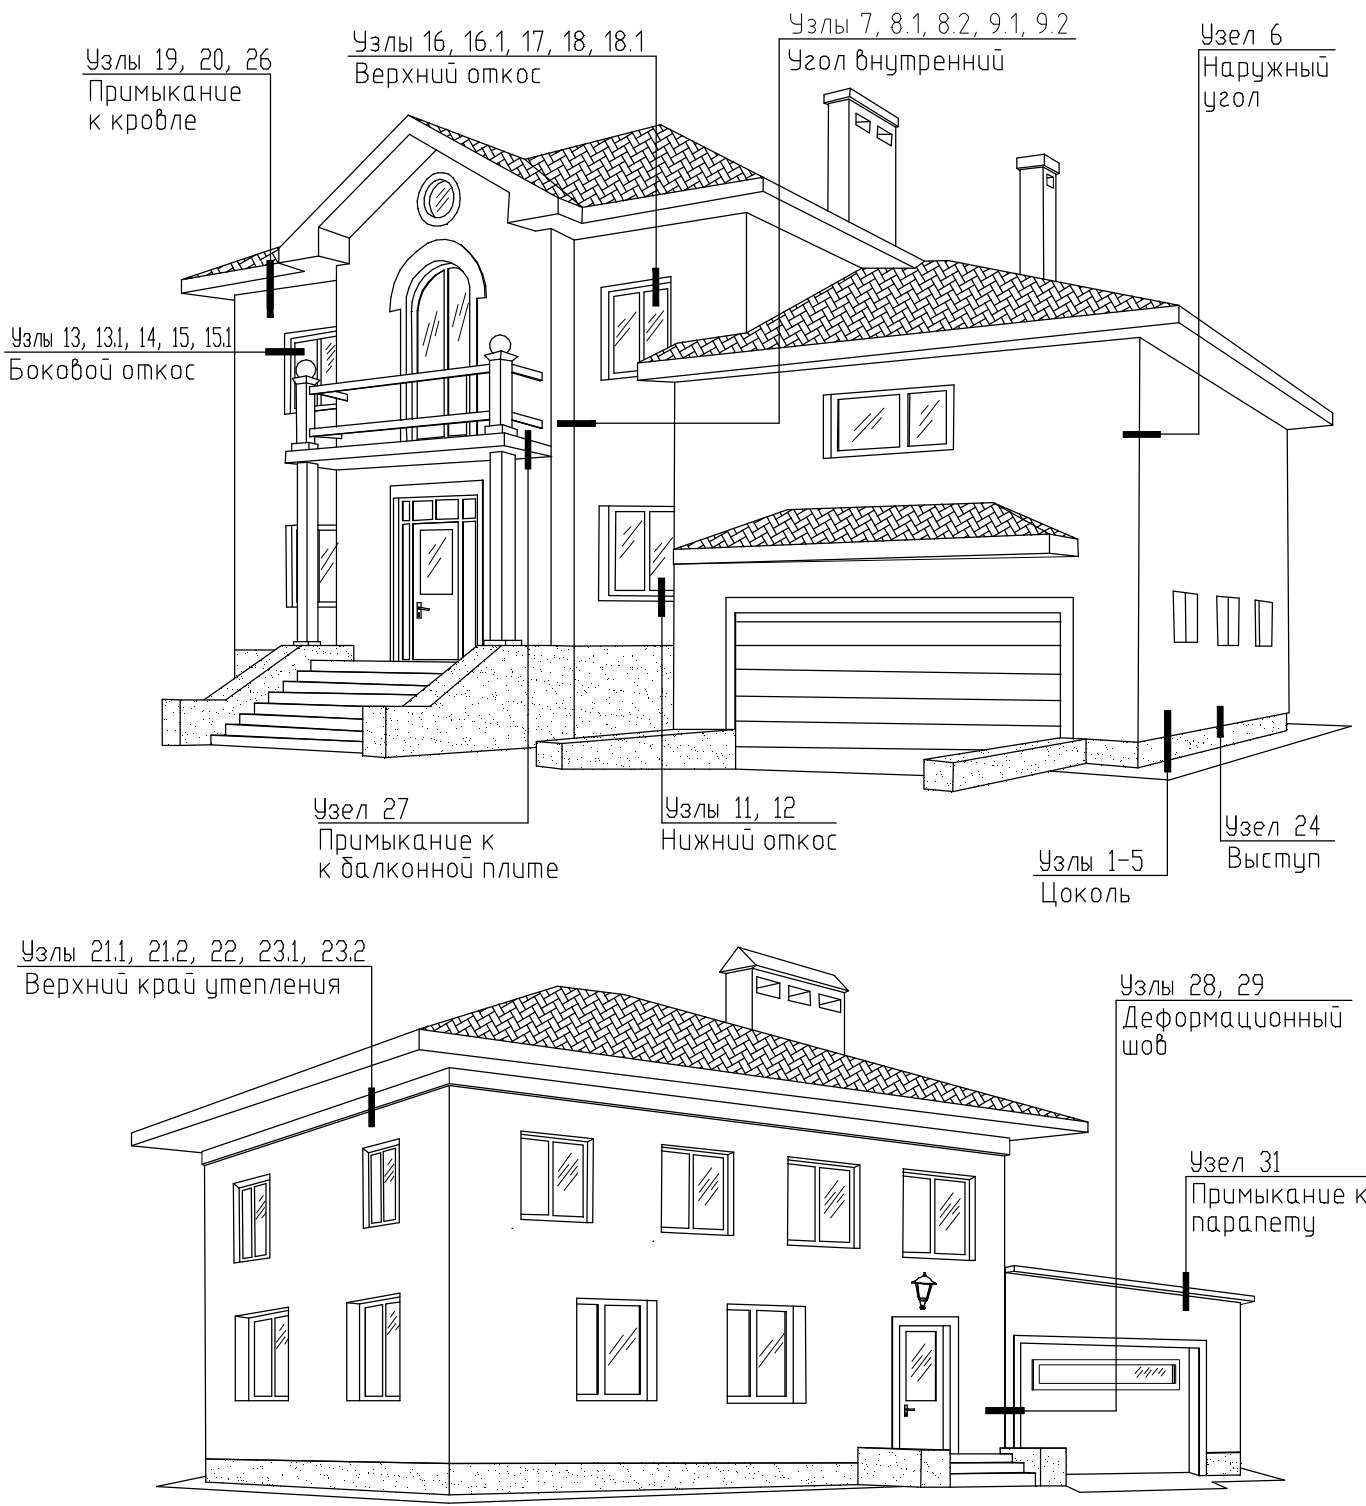 Узлы 7, 8.1, 8.2, 9.1, 9.2
Угол внутренний
Узел 6
Наружный
угол
Узлы 16, 16.1, 17, 18, 18.1
Верхний откос
Узлы 19, 20, 26
Примыкание
к кровле
Узлы 13, 13.1, 14, 15, 15.1
Боковой откос
Узел 27
Примыкание к
к балконной плите
Узлы 11, 12
Нижний откос
Узел 24
Выступ
Узлы 1-5
Цоколь
Узлы 21.1, 21.2, 22, 23.1, 23.2
Верхний край утепления
Узлы 28, 29
Деформационный
шов
Узел 31
Примыкание к
парапету